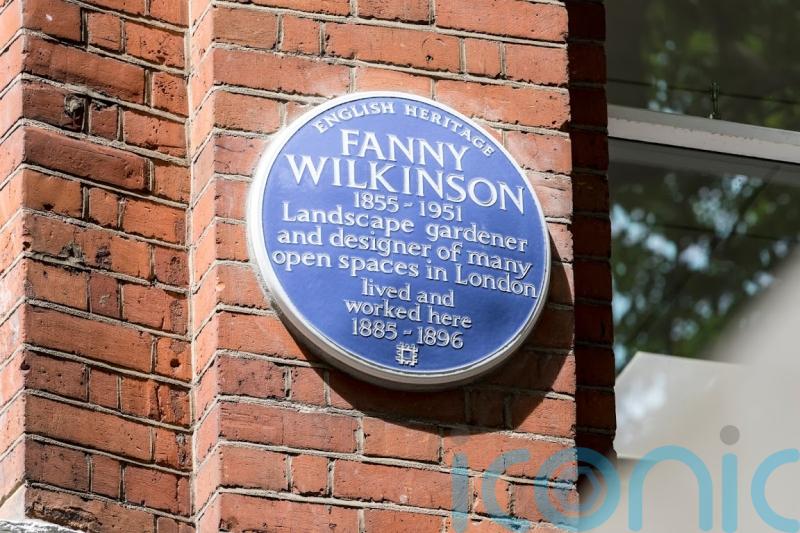 ENGLISH HERITAGE
FANNY
WILKINSON
1855 - 1951
Landscape gardener
and designer of many
open spaces in London
lived and
worked here
1885 - 1896
iconic